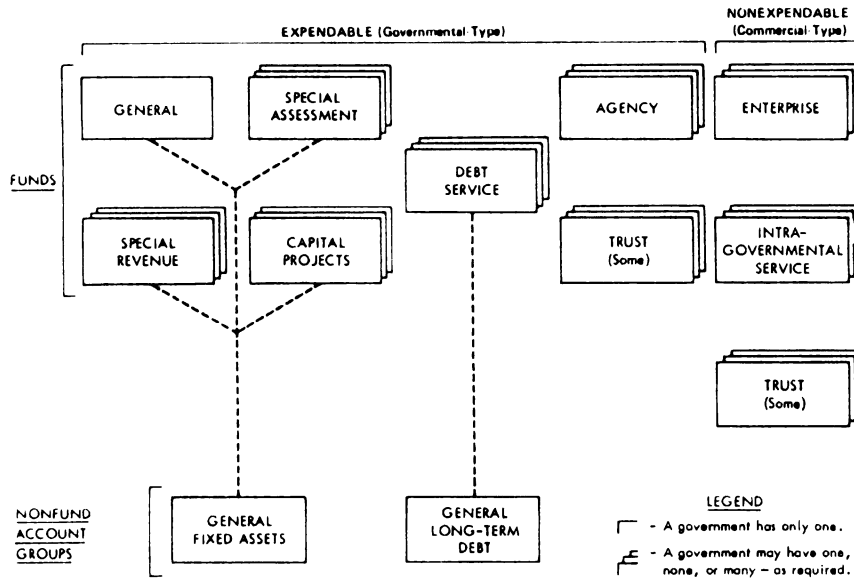 EXPENDABLE (Governmental-Type)
NONEXPENDABLE
(Commercial-Type)
FUNDS
GENERAL
SPECIAL
ASSESSMENT
AGENCY
ENTERPRISE
DEBT
SERVICE
SPECIAL
REVENUE
CAPITAL
PROJECTS
TRUST
(Some)
INTRA-
GOVERNMENTAL
SERVICE
TRUST
(Some)
NONFUND
ACCOUNT
GROUPS
GENERAL
FIXED ASSETS
GENERAL
LONG-TERM
DEBT
LEGEND
- A government has only one.
- A government may have one,
none, or many - as required.